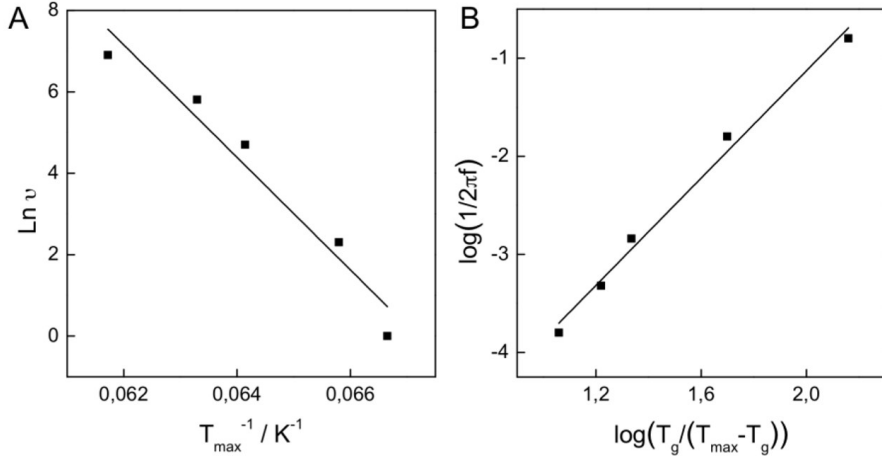 A
8
6
4
2
0
Ln υ
0,062
0,064
0,066
T_max^-1 / K^-1
B
-1
-2
-3
-4
log(1/2πf)
1,2
1,6
2,0
log(T_g/(T_max-T_g))